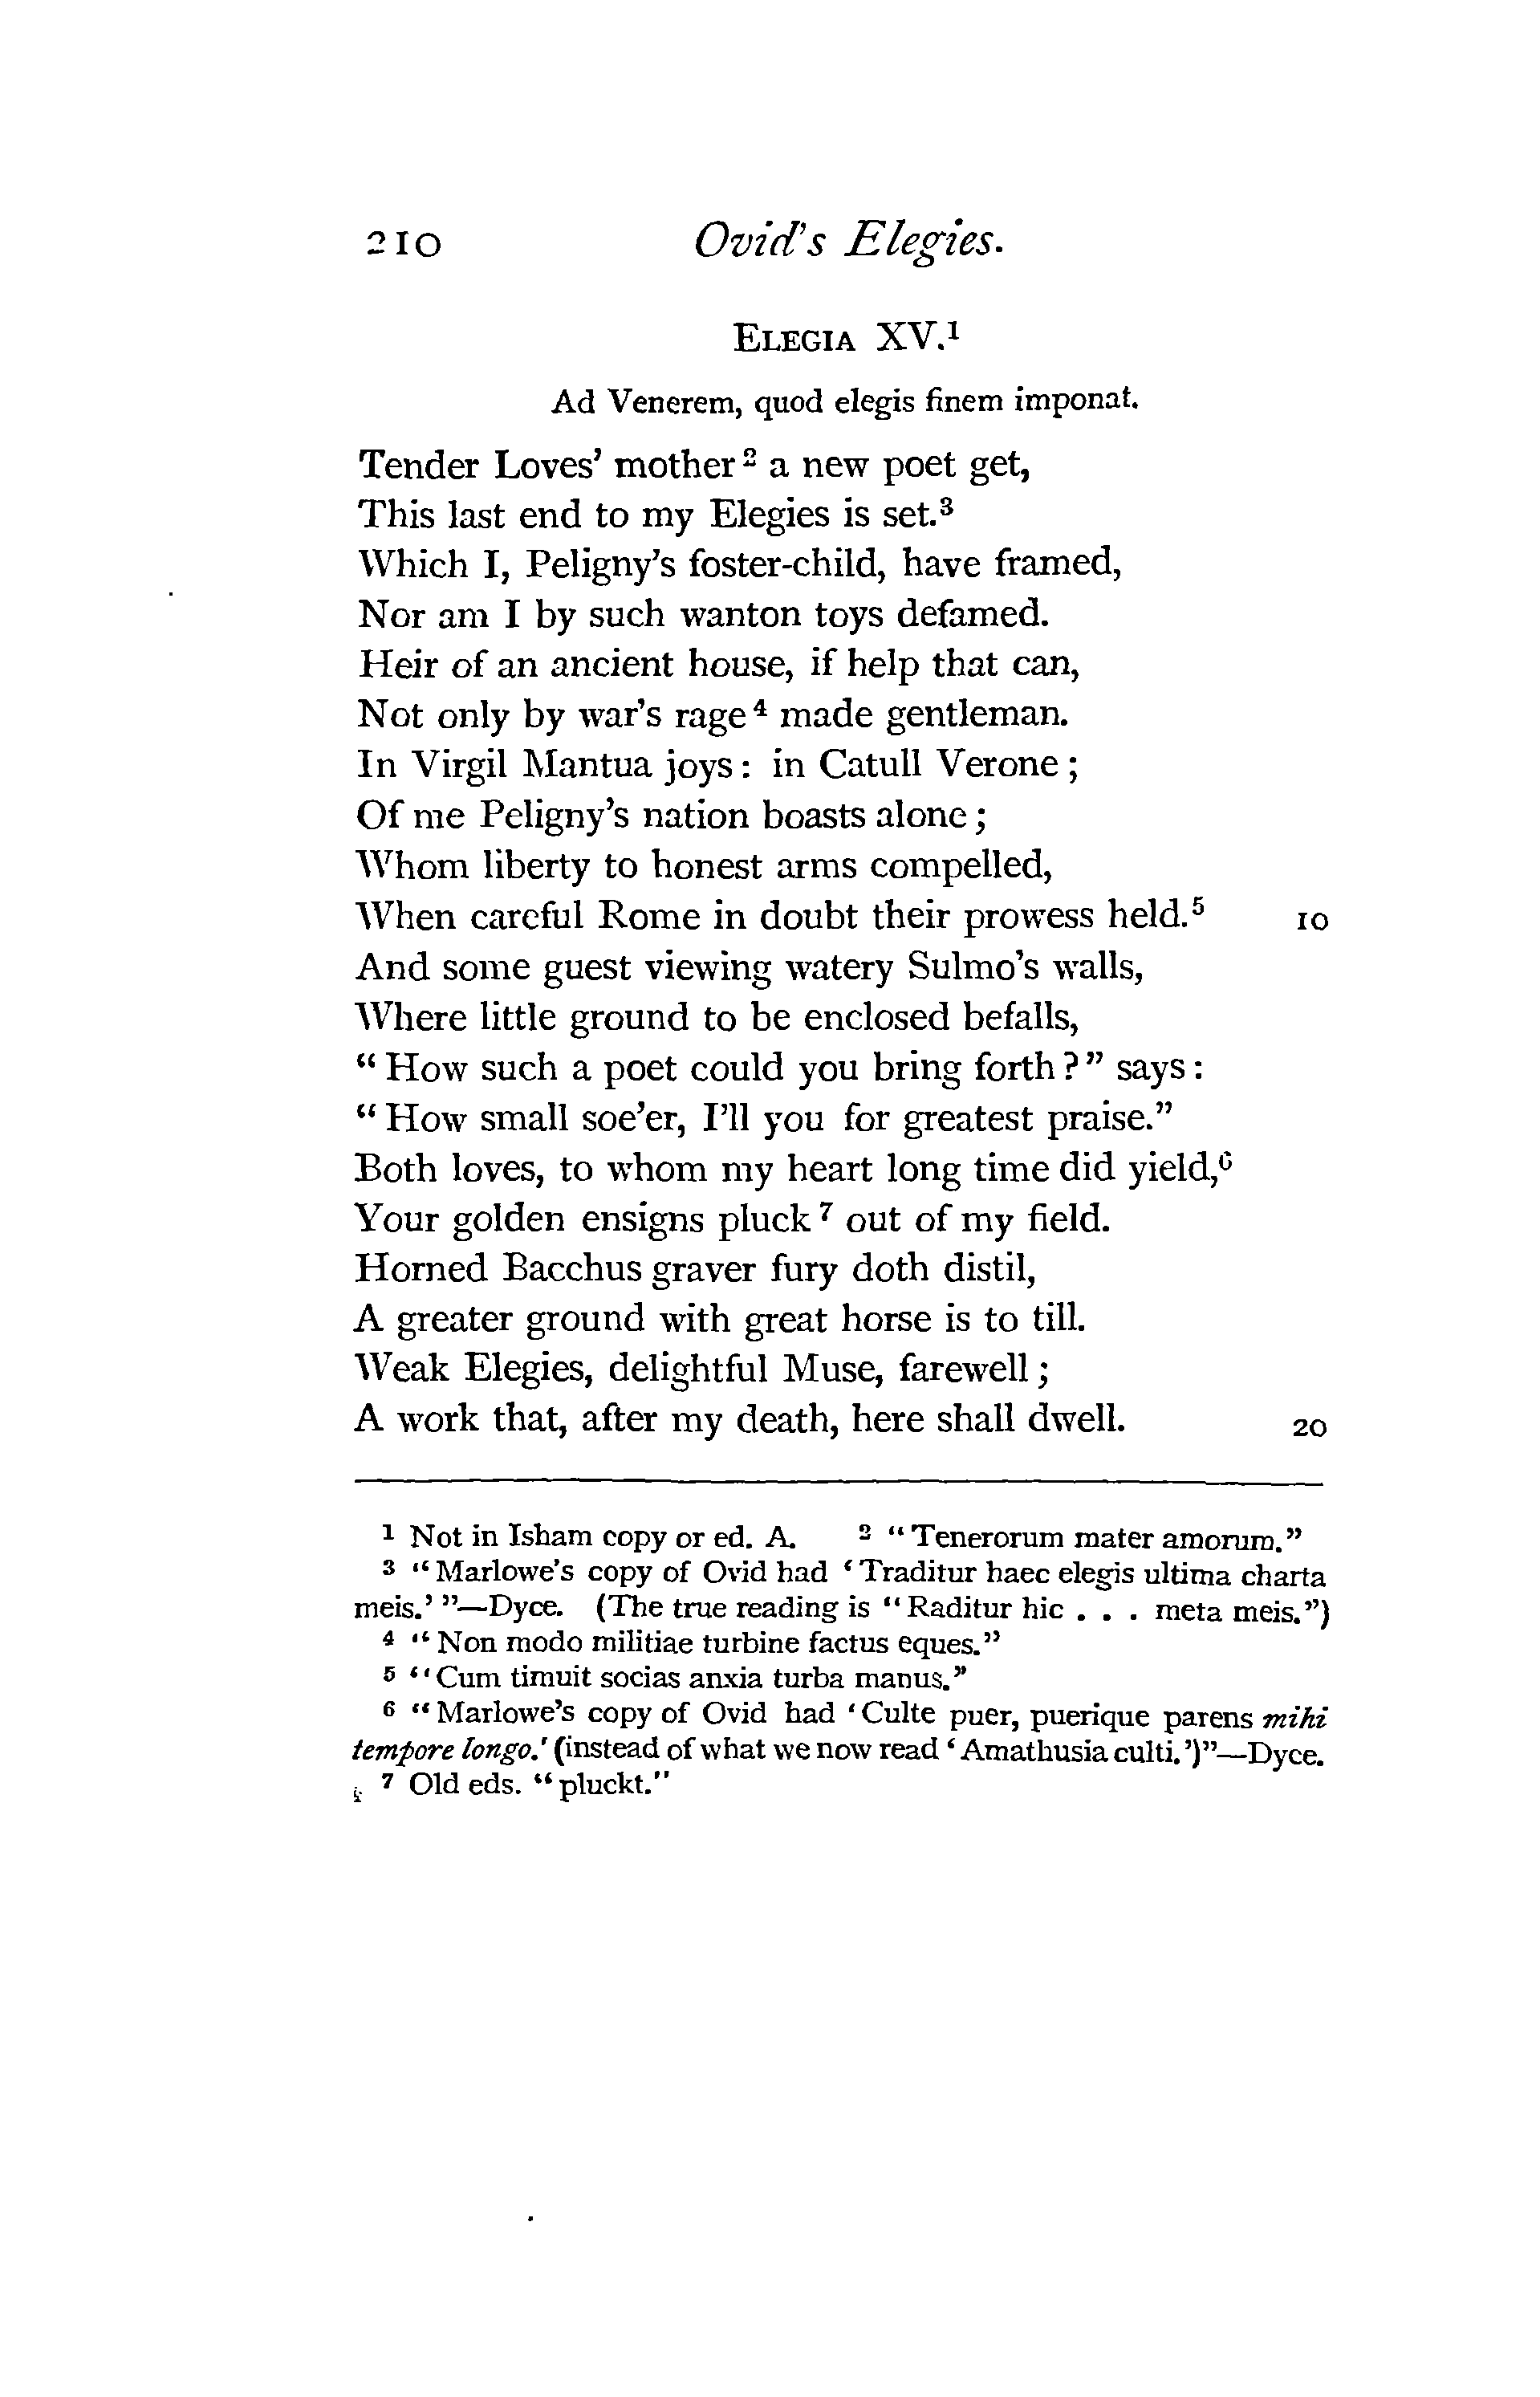 210 Ovid's Elegies.
Elegia XV.¹
Ad Venerem, quod elegis finem imponat.
Tender Loves' mother² a new poet get,
This last end to my Elegies is set.³
Which I, Peligny's foster-child, have framed,
Nor am I by such wanton toys defamed.
Heir of an ancient house, if help that can,
Not only by war's rage⁴ made gentleman.
In Virgil Mantua joys: in Catull Verone;
Of me Peligny's nation boasts alone;
Whom liberty to honest arms compelled,
When careful Rome in doubt their prowess held.⁵ 10
And some guest viewing watery Sulmo's walls,
Where little ground to be enclosed befalls,
“How such a poet could you bring forth?” says:
“How small soe'er, I'll you for greatest praise.”
Both loves, to whom my heart long time did yield,⁶
Your golden ensigns pluck⁷ out of my field.
Horned Bacchus graver fury doth distil,
A greater ground with great horse is to till.
Weak Elegies, delightful Muse, farewell;
A work that, after my death, here shall dwell. 20
¹ Not in Isham copy or ed. A. ² “Tenerorum mater amorum.”
³ “Marlowe's copy of Ovid had ‘Traditur haec elegis ultima charta
meis.’”—Dyce. (The true reading is “Raditur hic . . . meta meis.”)
⁴ “Non modo militiae turbine factus eques.”
⁵ “Cum timuit socias anxia turba manus.”
⁶ “Marlowe's copy of Ovid had ‘Culte puer, puerique parens mihi
tempore longo.’ (instead of what we now read ‘Amathusia culti.’)”—Dyce.
⁷ Old eds. “pluckt.”